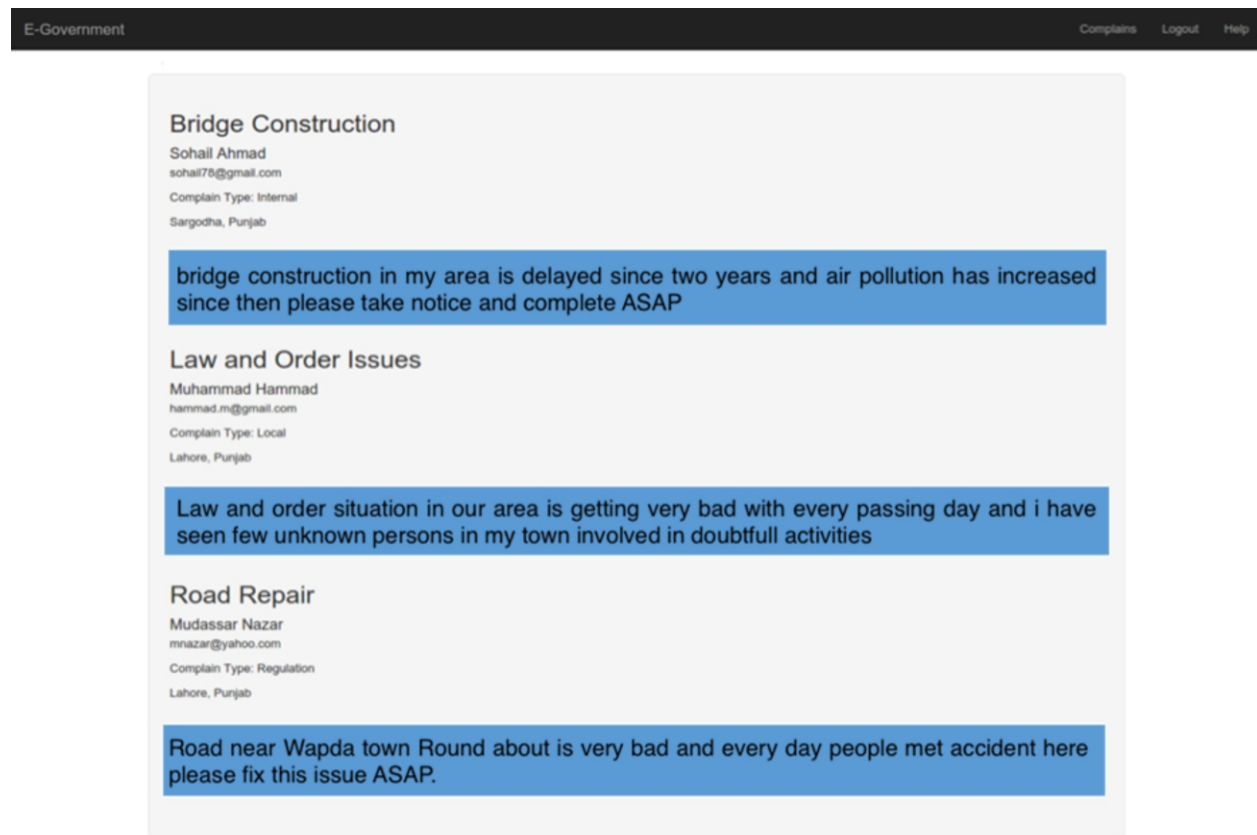 E-Government Complains Logout Help
Bridge Construction
Sohail Ahmad
sohail78@gmail.com
Complain Type: Internal
Sargodha, Punjab
bridge construction in my area is delayed since two years and air pollution has increased
since then please take notice and complete ASAP
Law and Order Issues
Muhammad Hammad
hammad.m@gmail.com
Complain Type: Local
Lahore, Punjab
Law and order situation in our area is getting very bad with every passing day and i have
seen few unknown persons in my town involved in doubtfull activities
Road Repair
Mudassar Nazar
mnazar@yahoo.com
Complain Type: Regulation
Lahore, Punjab
Road near Wapda town Round about is very bad and every day people met accident here
please fix this issue ASAP.